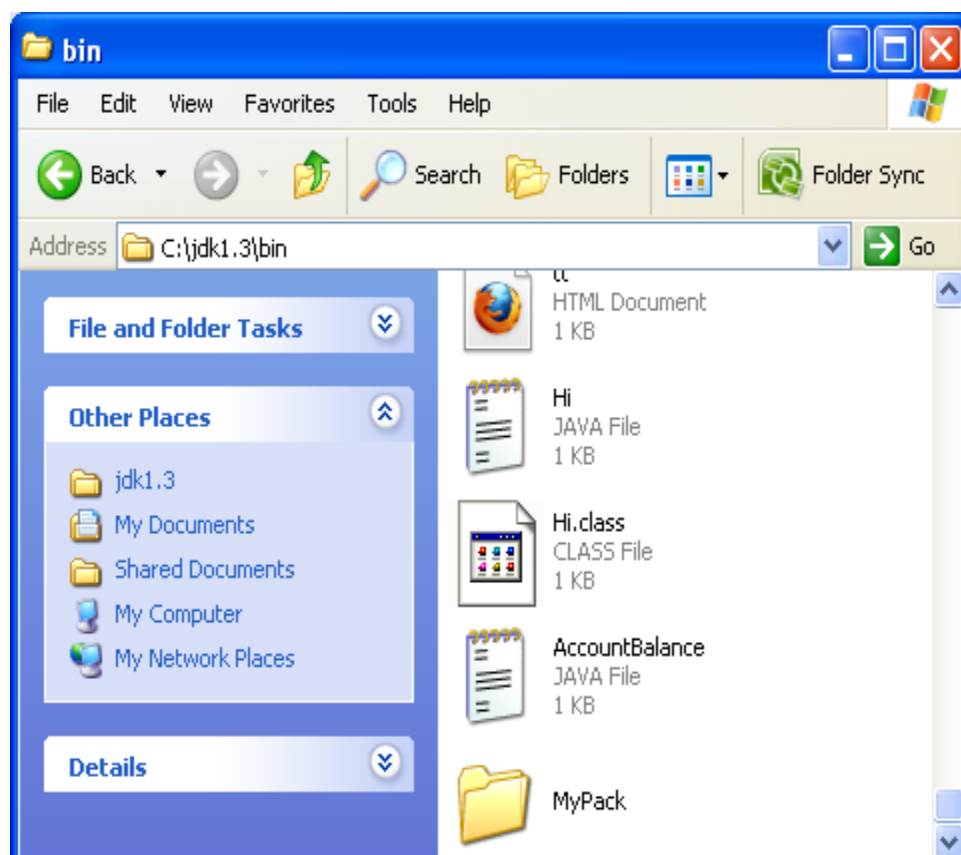 bin
File Edit View Favorites Tools Help
Back Search Folders Folder Sync
Address C:\jdk1.3\bin Go
File and Folder Tasks
Other Places
jdk1.3
My Documents
Shared Documents
My Computer
My Network Places
Details
HTML Document
1 KB
Hi
JAVA File
1 KB
Hi.class
CLASS File
1 KB
AccountBalance
JAVA File
1 KB
MyPack